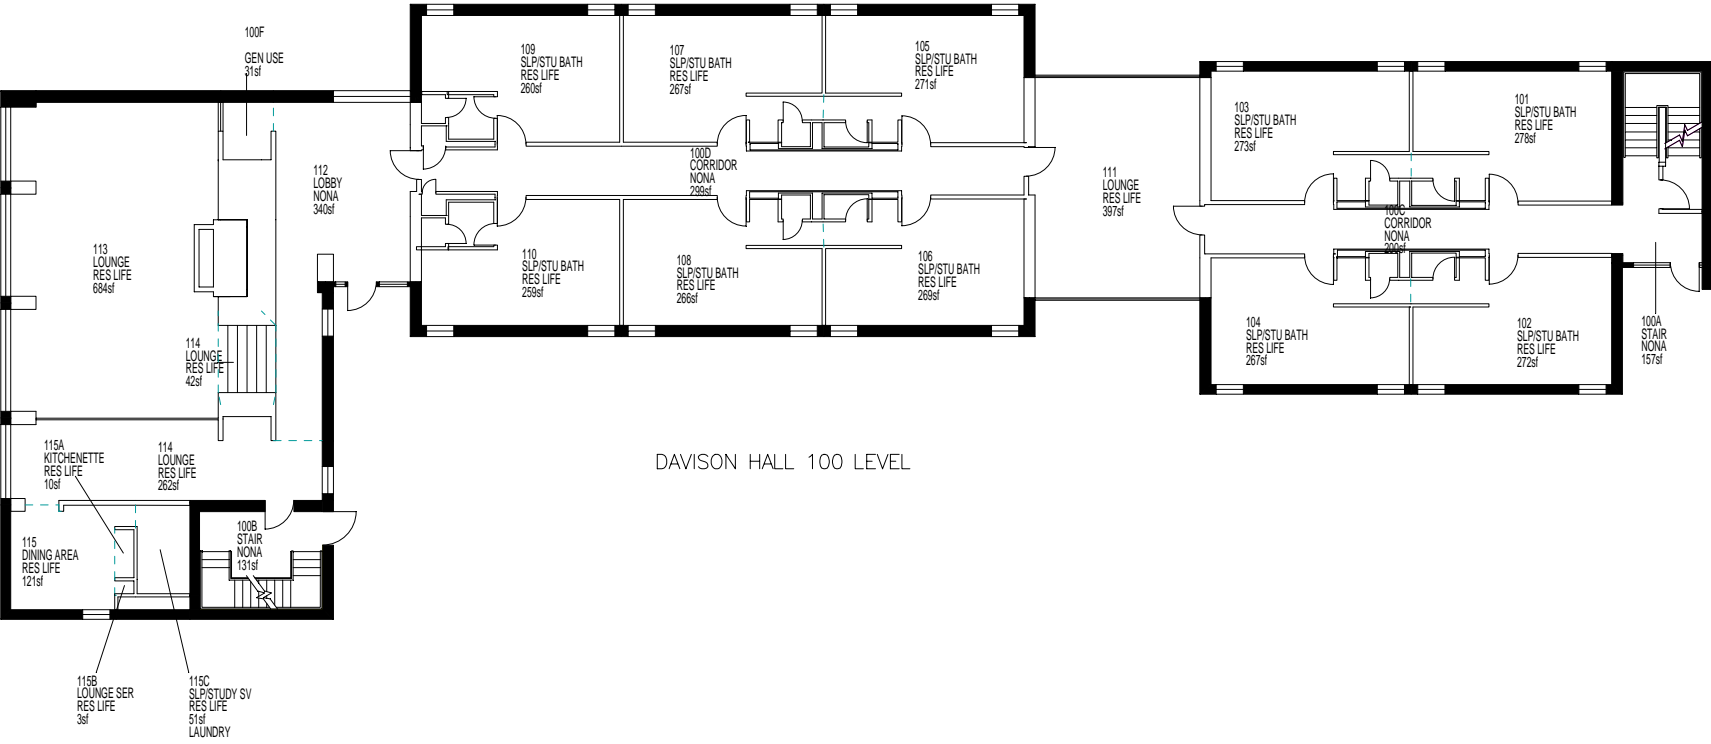 100F
GEN USE
31sf
109
SLP/STU BATH
RES LIFE
260sf
107
SLP/STU BATH
RES LIFE
267sf
105
SLP/STU BATH
RES LIFE
271sf
103
SLP/STU BATH
RES LIFE
273sf
101
SLP/STU BATH
RES LIFE
278sf
112
LOBBY
NONA
340sf
100D
CORRIDOR
NONA
299sf
111
LOUNGE
RES LIFE
397sf
100C
CORRIDOR
NONA
200sf
113
LOUNGE
RES LIFE
684sf
110
SLP/STU BATH
RES LIFE
259sf
108
SLP/STU BATH
RES LIFE
266sf
106
SLP/STU BATH
RES LIFE
269sf
104
SLP/STU BATH
RES LIFE
267sf
102
SLP/STU BATH
RES LIFE
272sf
100A
STAIR
NONA
157sf
114
LOUNGE
RES LIFE
42sf
115A
KITCHENETTE
RES LIFE
10sf
114
LOUNGE
RES LIFE
262sf
DAVISON HALL 100 LEVEL
115
DINING AREA
RES LIFE
121sf
100B
STAIR
NONA
131sf
115B
LOUNGE SER
RES LIFE
3sf
115C
SLP/STUDY SV
RES LIFE
51sf
LAUNDRY